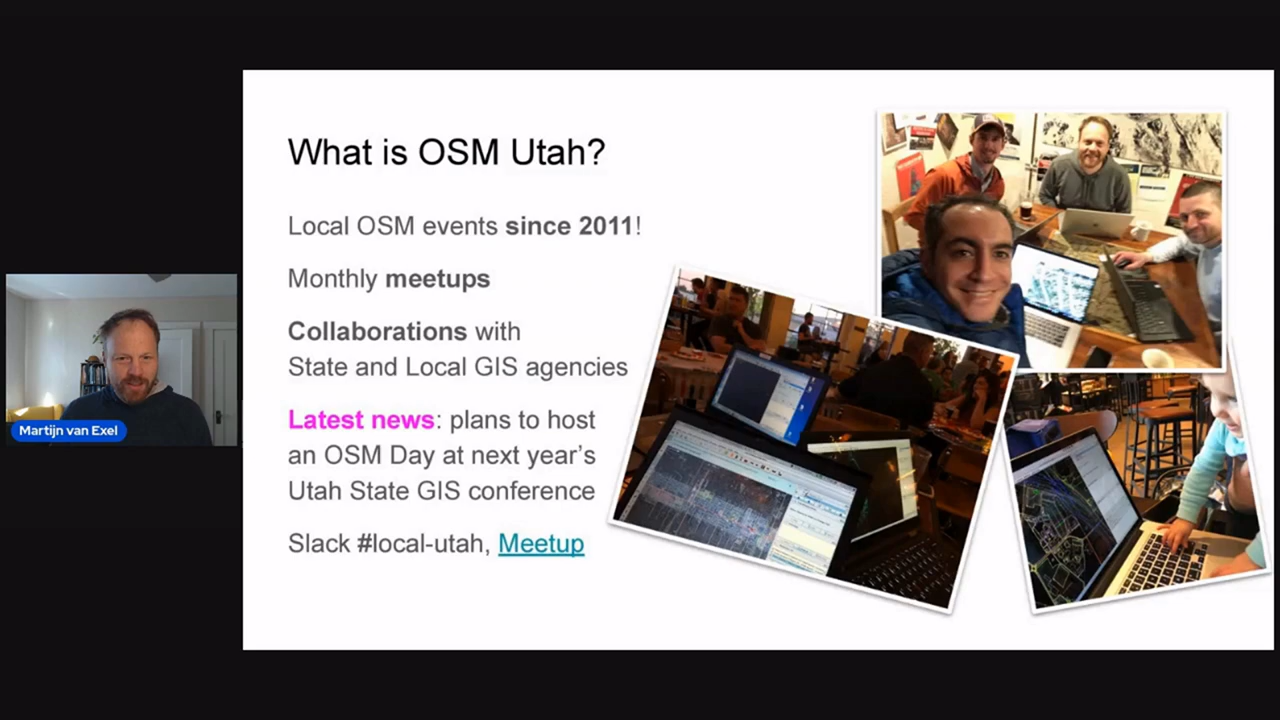 What is OSM Utah?
Local OSM events since 2011!
Monthly meetups
Collaborations with
State and Local GIS agencies
Latest news: plans to host
an OSM Day at next year's
Utah State GIS conference
Slack #local-utah, Meetup
Martijn van Exel